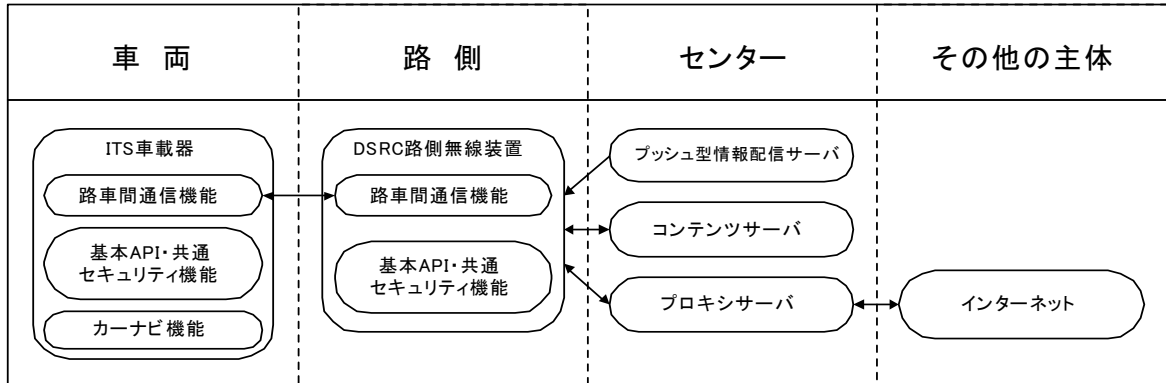 車 両
路 側
センター
その他の主体
ITS車載器
路車間通信機能
基本API・共通
セキュリティ機能
カーナビ機能
DSRC路側無線装置
路車間通信機能
基本API・共通
セキュリティ機能
プッシュ型情報配信サーバ
コンテンツサーバ
プロキシサーバ
インターネット